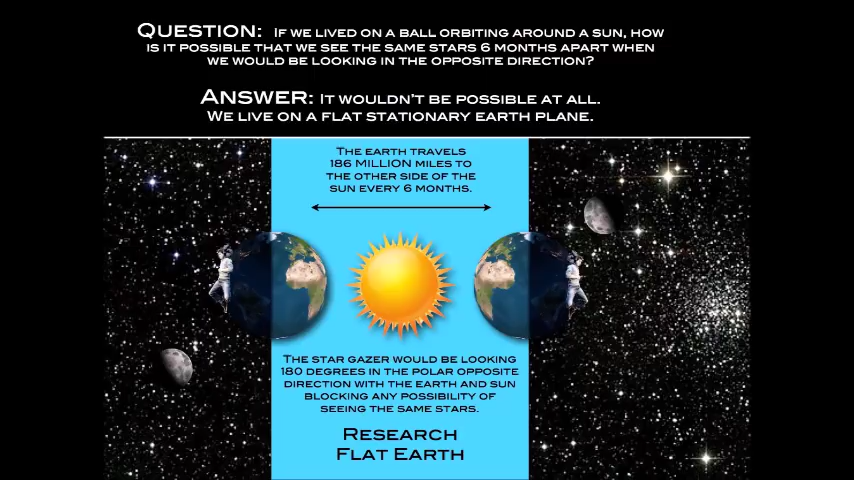 QUESTION: IF WE LIVED ON A BALL ORBITING AROUND A SUN, HOW
IS IT POSSIBLE THAT WE SEE THE SAME STARS 6 MONTHS APART WHEN
WE WOULD BE LOOKING IN THE OPPOSITE DIRECTION?
ANSWER: IT WOULDN'T BE POSSIBLE AT ALL.
WE LIVE ON A FLAT STATIONARY EARTH PLANE.
THE EARTH TRAVELS
186 MILLION MILES TO
THE OTHER SIDE OF THE
SUN EVERY 6 MONTHS.
THE STAR GAZER WOULD BE LOOKING
180 DEGREES IN THE POLAR OPPOSITE
DIRECTION WITH THE EARTH AND SUN
BLOCKING ANY POSSIBILITY OF
SEEING THE SAME STARS.
RESEARCH
FLAT EARTH